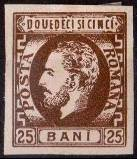 DOUEDECI SI CINCI
POSTA
ROMANA
25 BANI 25